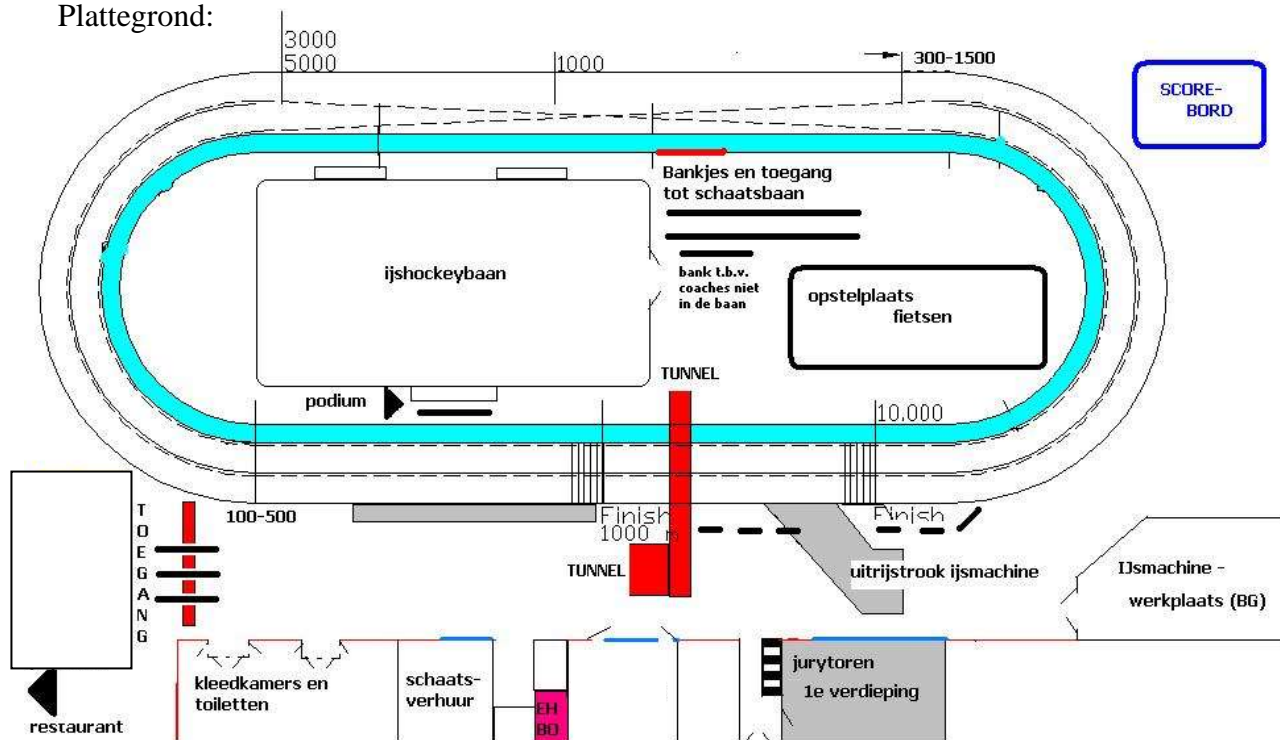 Plattegrond:
3000
5000
1000
300-1500
SCORE-
BORD
Bankjes en toegang
tot schaatsbaan
ijshockeybaan
bank t.b.v.
coaches niet
in de baan
opstelplaats
fietsen
TUNNEL
podium
10.000
TOEGANG
100-500
Finish
1000 m
Finish
TUNNEL
uitrijstrook ijsmachine
IJsmachine -
werkplaats (BG)
kleedkamers en
toiletten
schaats-
verhuur
EH
BO
jurytoren
1e verdieping
restaurant